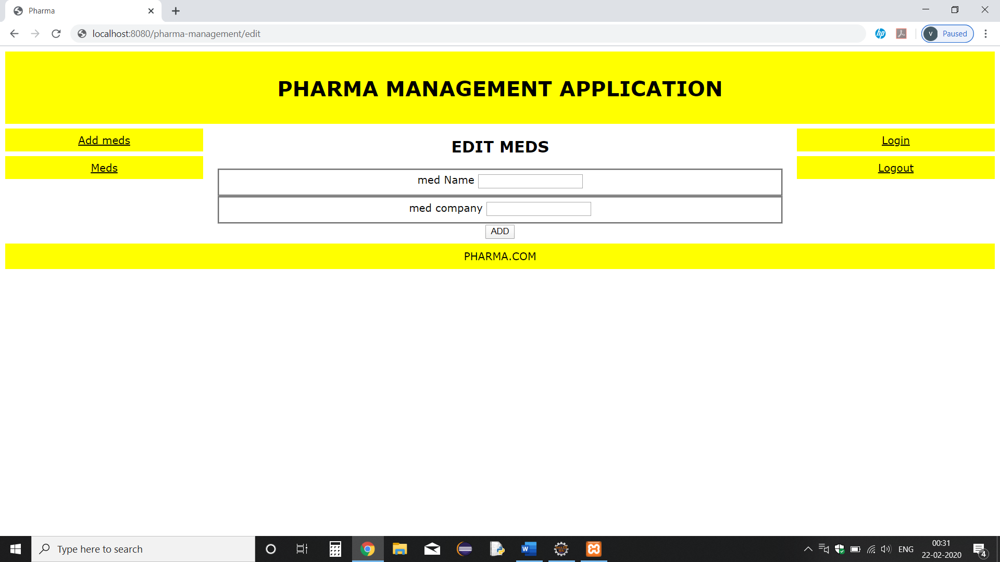 Pharma
localhost:8080/pharma-management/edit
hp
V Paused
PHARMA MANAGEMENT APPLICATION
Add meds
Meds
EDIT MEDS
med Name
med company
ADD
Login
Logout
PHARMA.COM
Type here to search
W
ENG
00:31
22-02-2020
4